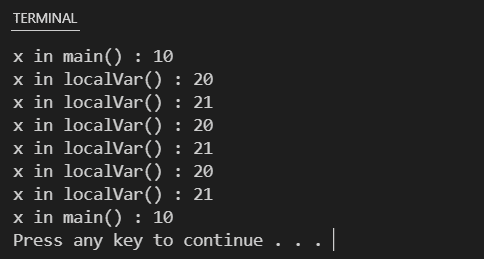 TERMINAL
x in main() : 10
x in localVar() : 20
x in localVar() : 21
x in localVar() : 20
x in localVar() : 21
x in localVar() : 20
x in localVar() : 21
x in main() : 10
Press any key to continue . . .